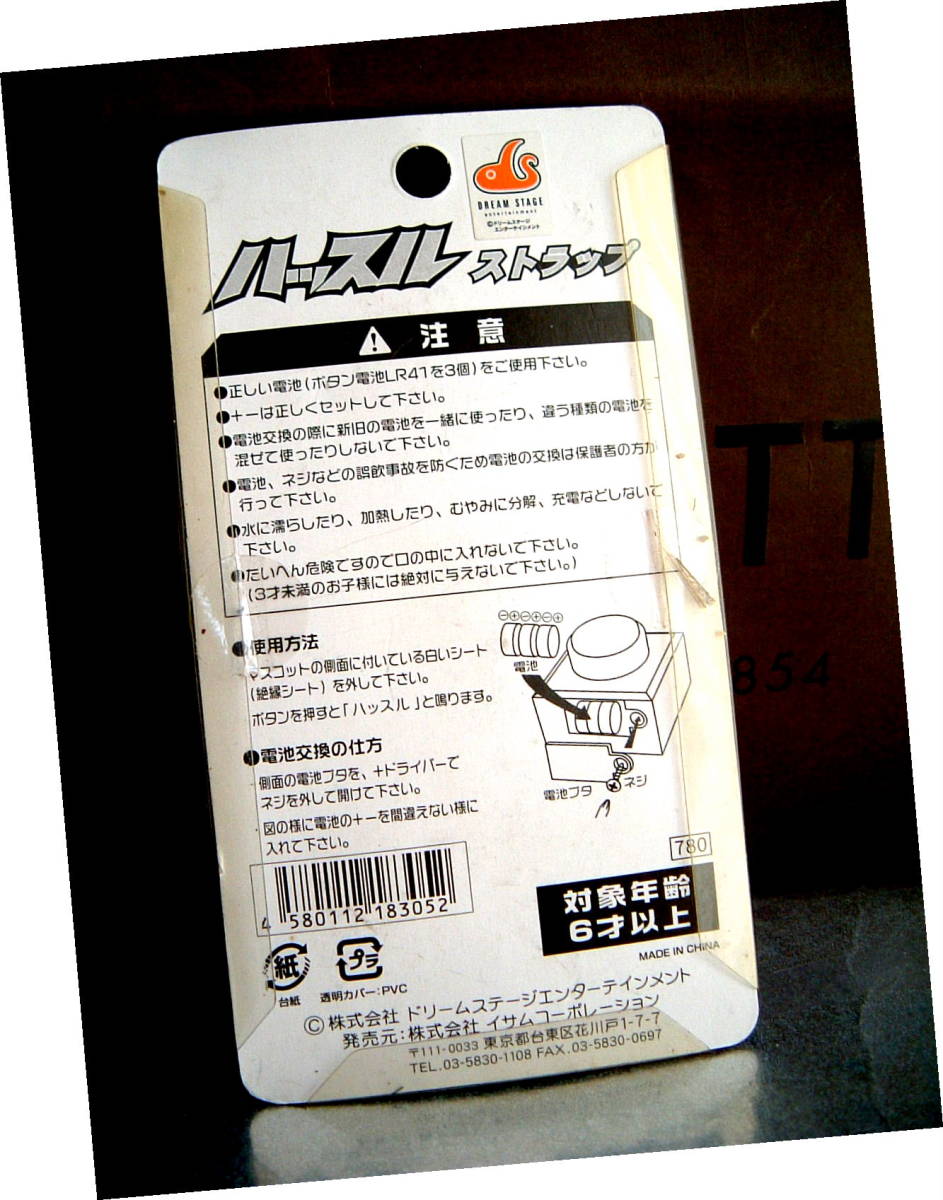 DREAM STAGE
entertainment
©ドリームステージ
エンターテインメント
ハッスル ストラップ
注意
●正しい電池(ボタン電池LR41を3個)をご使用下さい。
●+−は正しくセットして下さい。
●電池交換の際に新旧の電池を一緒に使ったり、違う種類の電池を
混ぜて使ったりしないで下さい。
●電池、ネジなどの誤飲事故を防ぐため電池の交換は保護者の方が
行って下さい。
●水に濡らしたり、加熱したり、むやみに分解、充電などしないで
下さい。
●たいへん危険ですので口の中に入れないで下さい。
(3才未満のお子様には絶対に与えないで下さい。)
●使用方法
マスコットの側面に付いている白いシート
(絶縁シート)を外して下さい。
ボタンを押すと「ハッスル」と鳴ります。
⊖⊕⊖⊕⊖⊕
電池
電池ブタ
ネジ
●電池交換の仕方
・側面の電池ブタを、+ドライバーで
ネジを外して開けて下さい。
・図の様に電池の+−を間違えない様に
入れて下さい。
780
4 580112 183052
対象年齢
6才以上
MADE IN CHINA
紙
台紙
プラ
透明カバー:PVC
©株式会社 ドリームステージエンターテインメント
発売元:株式会社 イサムコーポレーション
〒111-0033 東京都台東区花川戸1-7-7
TEL.03-5830-1108 FAX.03-5830-0697
TT
854